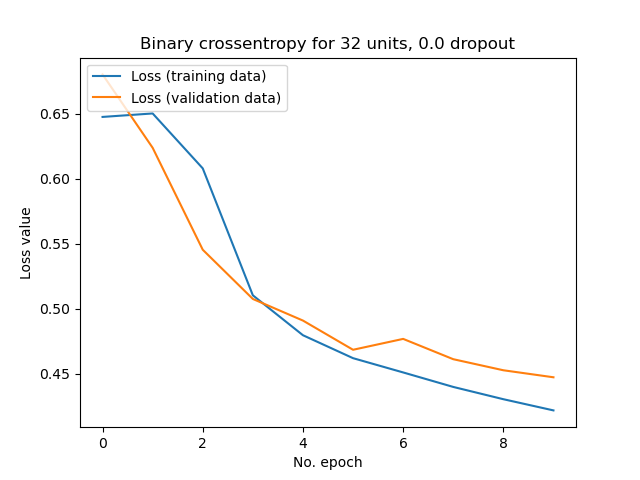 Binary crossentropy for 32 units, 0.0 dropout
Loss (training data)
Loss (validation data)
Loss value
0.65
0.60
0.55
0.50
0.45
0
2
4
6
8
No. epoch